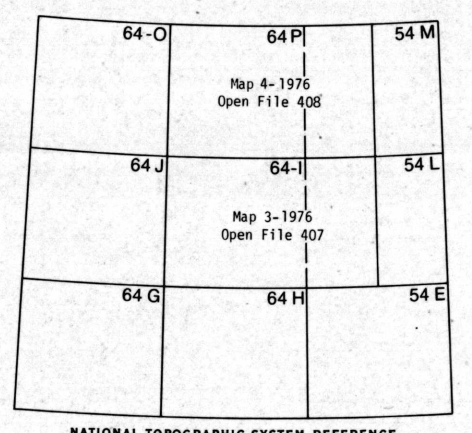 64-O 64 P 54 M
Map 4-1976
Open File 408
64 J 64-I 54 L
Map 3-1976
Open File 407
64 G 64 H 54 E
NATIONAL TOPOGRAPHIC SYSTEM REFERENCE